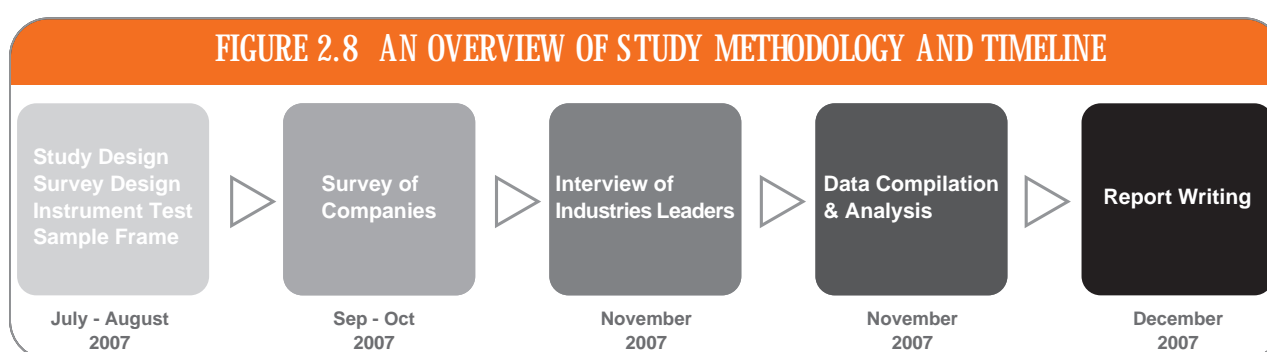 FIGURE 2.8 AN OVERVIEW OF STUDY METHODOLOGY AND TIMELINE
Study Design
Survey Design
Instrument Test
Sample Frame
July - August
2007
Survey of
Companies
Sep - Oct
2007
Interview of
Industries Leaders
November
2007
Data Compilation
& Analysis
November
2007
Report Writing
December
2007